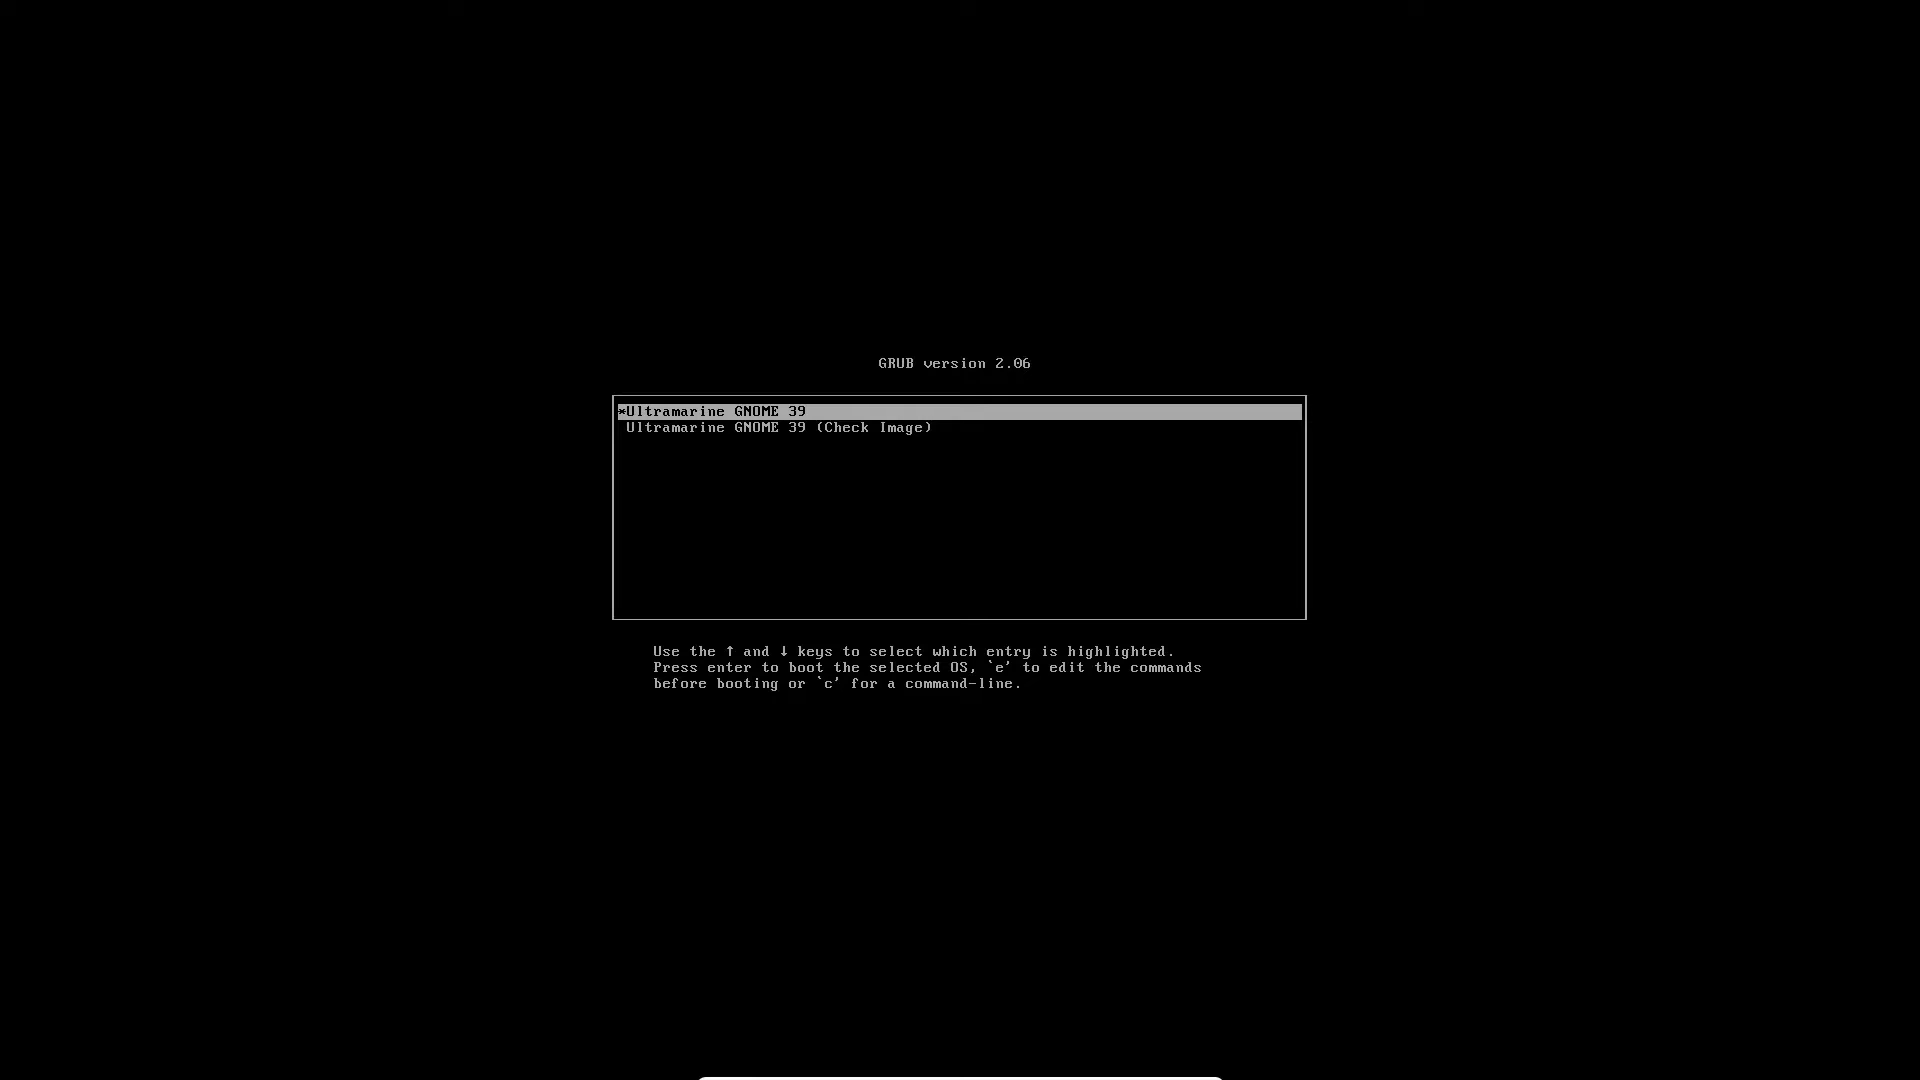 GRUB version 2.06
*Ultramarine GNOME 39
Ultramarine GNOME 39 (Check Image)
Use the ↑ and ↓ keys to select which entry is highlighted.
Press enter to boot the selected OS, `e' to edit the commands
before booting or `c' for a command-line.